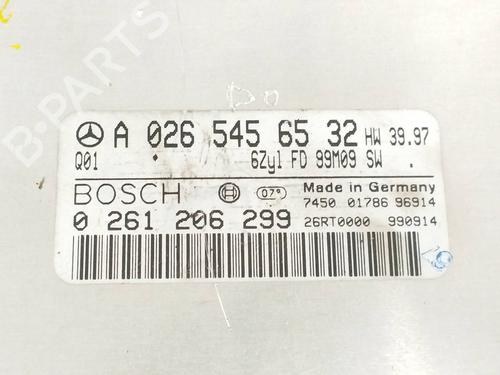 B-PARTS
A 026 545 65 32 HW 39.97
Q01 6Zyl FD 99M09 SW .
BOSCH 07° Made in Germany
7450 01786 96914
0 261 206 299 26RT0000 990914